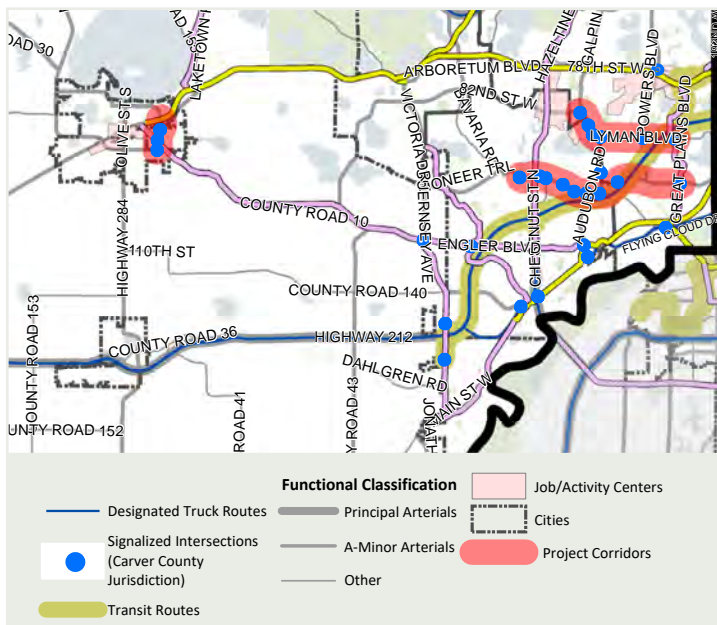 OAD 30
LAKETOWN
HAZELTINE
GALPIN
POWERS BLVD
ARBORETUM BLVD
78TH ST W
82ND ST W
GREAT PLAINS BLVD
OLIVE ST S
VICTORIA DR
BAVARIA RD
LYMAN BLVD
PIONEER TRL
GUERNSEY AVE
AUDUBON RD
COUNTY ROAD 10
ENGLER BLVD
CHESTNUT ST N
FLYING CLOUD DR
HIGHWAY 284
110TH ST
COUNTY ROAD 140
COUNTY ROAD 153
COUNTY ROAD 36
HIGHWAY 212
DAHLGREN RD
MAIN ST W
UNTY ROAD 152
ROAD 41
Y ROAD 43
JONATH
Functional Classification
Designated Truck Routes
Signalized Intersections
(Carver County
Jurisdiction)
Transit Routes
Principal Arterials
A-Minor Arterials
Other
Job/Activity Centers
Cities
Project Corridors